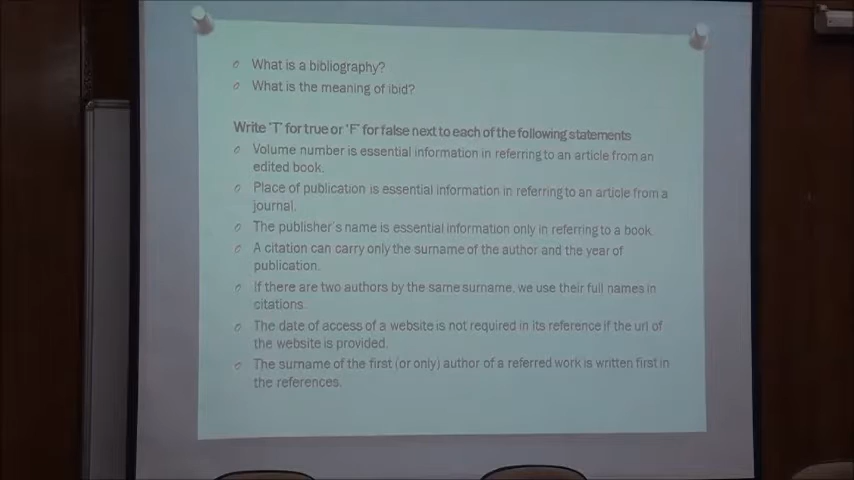 What is a bibliography?
What is the meaning of ibid?
Write 'T' for true or 'F' for false next to each of the following statements
Volume number is essential information in referring to an article from an
edited book.
Place of publication is essential information in referring to an article from a
journal.
The publisher's name is essential information only in referring to a book.
A citation can carry only the surname of the author and the year of
publication.
If there are two authors by the same surname, we use their full names in
citations.
The date of access of a website is not required in its reference if the url of
the website is provided.
The surname of the first (or only) author of a referred work is written first in
the references.